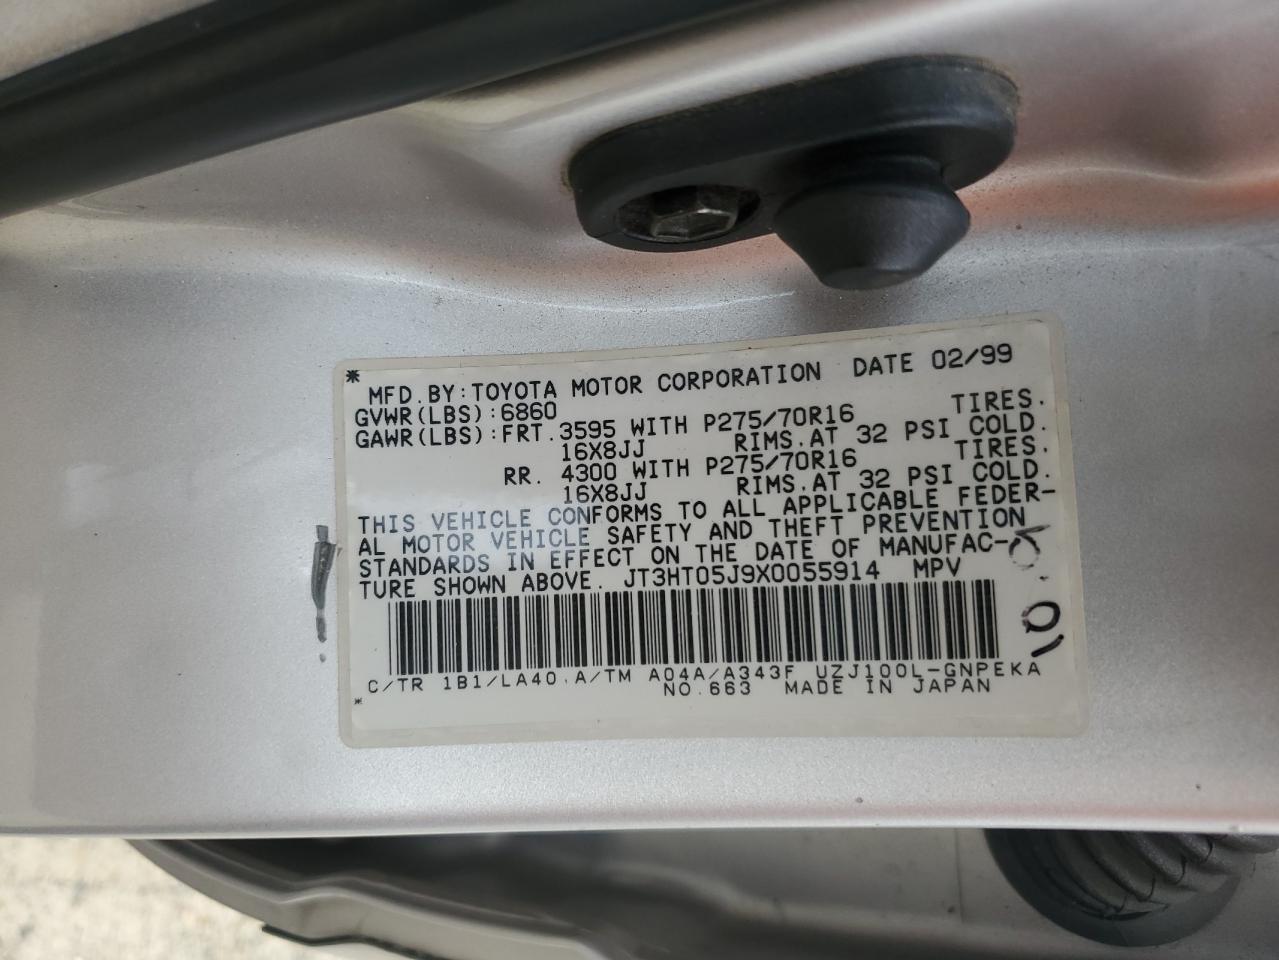 * MFD. BY: TOYOTA MOTOR CORPORATION DATE 02/99
GVWR(LBS):6860
GAWR(LBS):FRT. 3595 WITH P275/70R16 TIRES.
16X8JJ RIMS. AT 32 PSI COLD.
RR. 4300 WITH P275/70R16 TIRES.
16X8JJ RIMS. AT 32 PSI COLD.
THIS VEHICLE CONFORMS TO ALL APPLICABLE FEDER-
AL MOTOR VEHICLE SAFETY AND THEFT PREVENTION
STANDARDS IN EFFECT ON THE DATE OF MANUFAC-
TURE SHOWN ABOVE. JT3HT05J9X0055914 MPV
C/TR 1B1/LA40 A/TM A04A/A343F UZJ100L-GNPEKA
* NO.663 MADE IN JAPAN